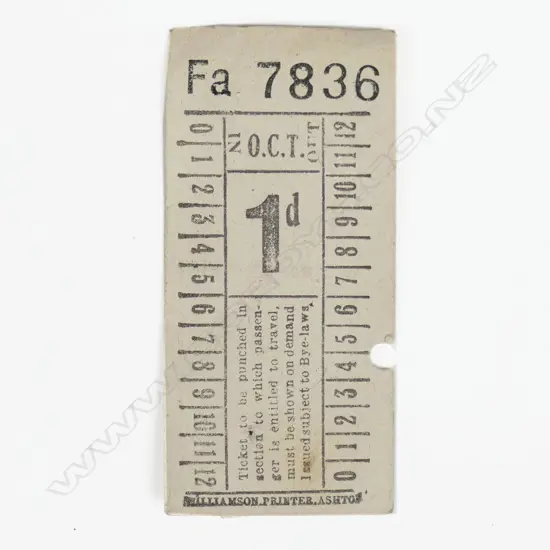 Fa 7836
IN O.C.T. OUT
1d
0 1 2 3 4 5 6 7 8 9 10 11 12
12 11 10 9 8 7 6 5 4 3 2 1 0
Ticket to be punched in
section to which passen-
ger is entitled to travel,
must be shown on demand
Issued subject to Bye-laws,
WILLIAMSON, PRINTER, ASHTON